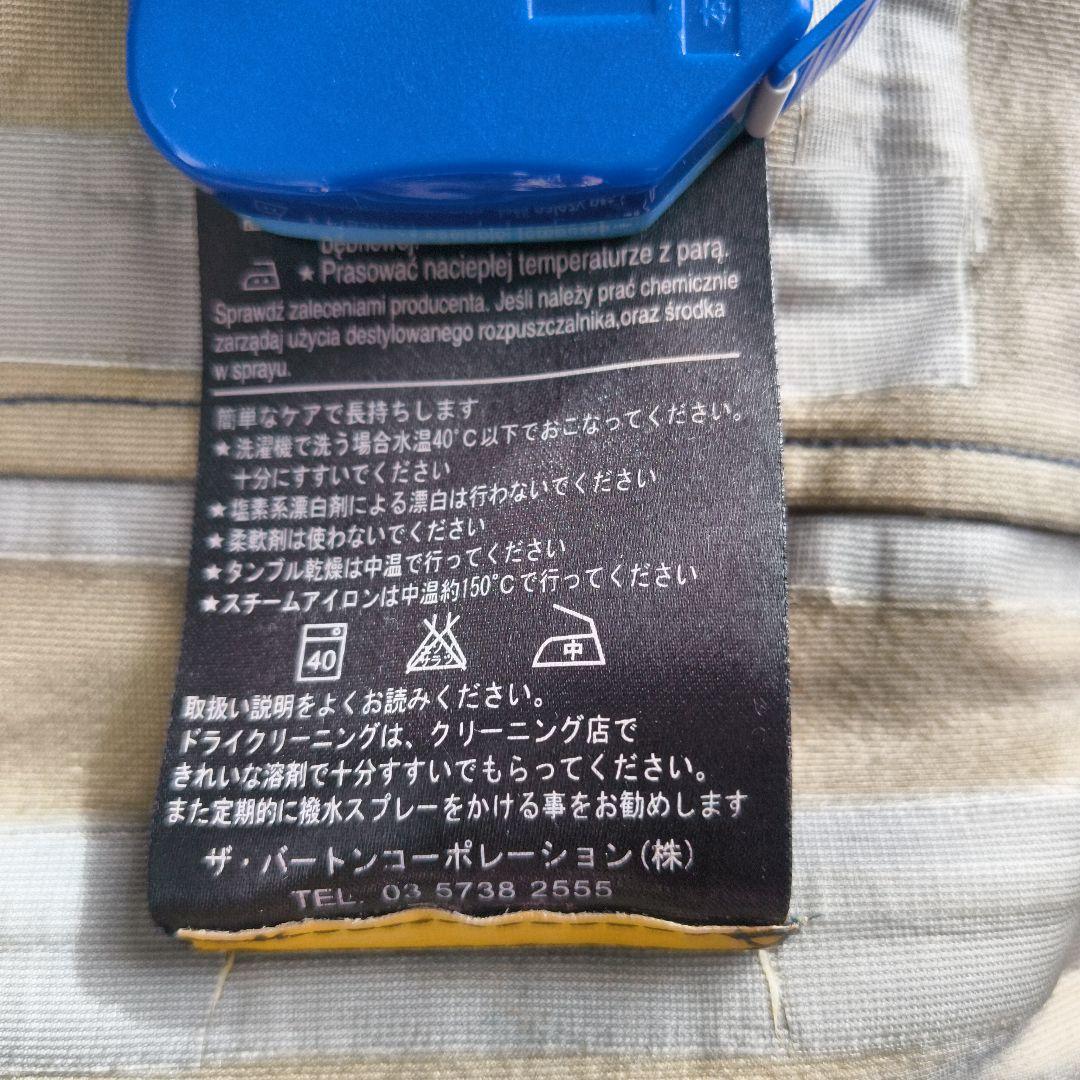 bębnowej.
★ Prasować nacieplej temperaturze z parą.
Sprawdź zaleceniami producenta. Jeśli należy prać chemicznie
zarządaj użycia destylowanego rozpuszczalnika,oraz środka
w sprayu.
簡単なケアで長持ちします
★洗濯機で洗う場合水温40°C以下でおこなってください。
十分にすすいでください
★塩素系漂白剤による漂白は行わないでください
★柔軟剤は使わないでください
★タンブル乾燥は中温で行ってください
★スチームアイロンは中温約150°Cで行ってください
40 エンソ サラシ 中
取扱い説明をよくお読みください。
ドライクリーニングは、クリーニング店で
きれいな溶剤で十分すすいでもらってください。
また定期的に撥水スプレーをかける事をお勧めします
ザ・バートンコーポレーション(株)
TEL. 03 5738 2555